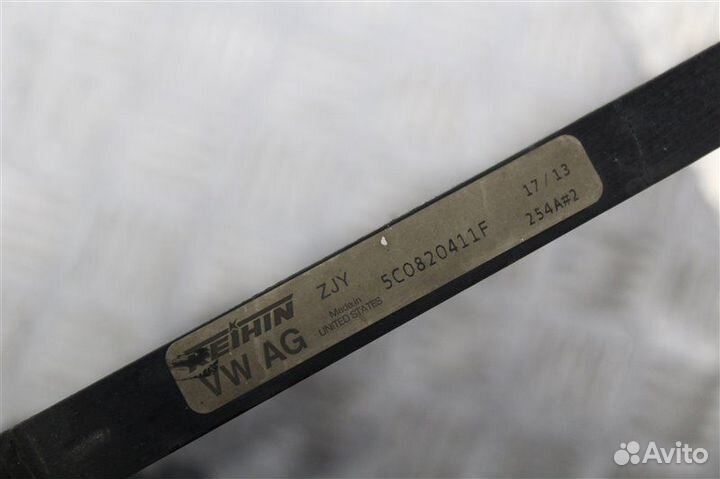 KEIHIN
VW AG
ZJY
Made in
UNITED STATES
5C0820411F
17/13
254A#2
Avito